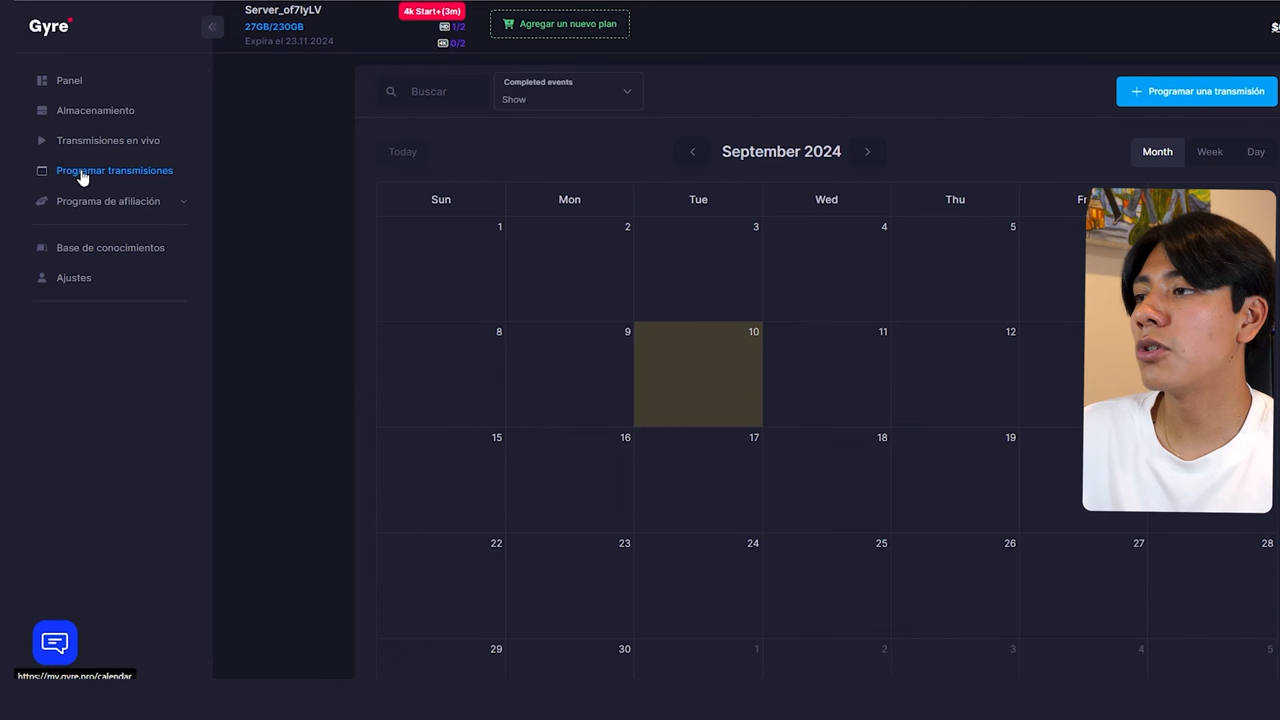 Gyre
Server_of7lyLV
27GB/230GB
Expira el 23.11.2024
4k Start+(3m)
HD 1/2
4K 0/2
Agregar un nuevo plan
Panel
Almacenamiento
Transmisiones en vivo
Programar transmisiones
Programa de afiliación
Base de conocimientos
Ajustes
Buscar
Completed events
Show
Programar una transmisión
Today
September 2024
Month Week Day
Sun Mon Tue Wed Thu
1 2 3 4 5
8 9 10 11 12
15 16 17 18 19
22 23 24 25 26 27 28
29 30 1 2 3 4 5
https://my.gyre.pro/calendar